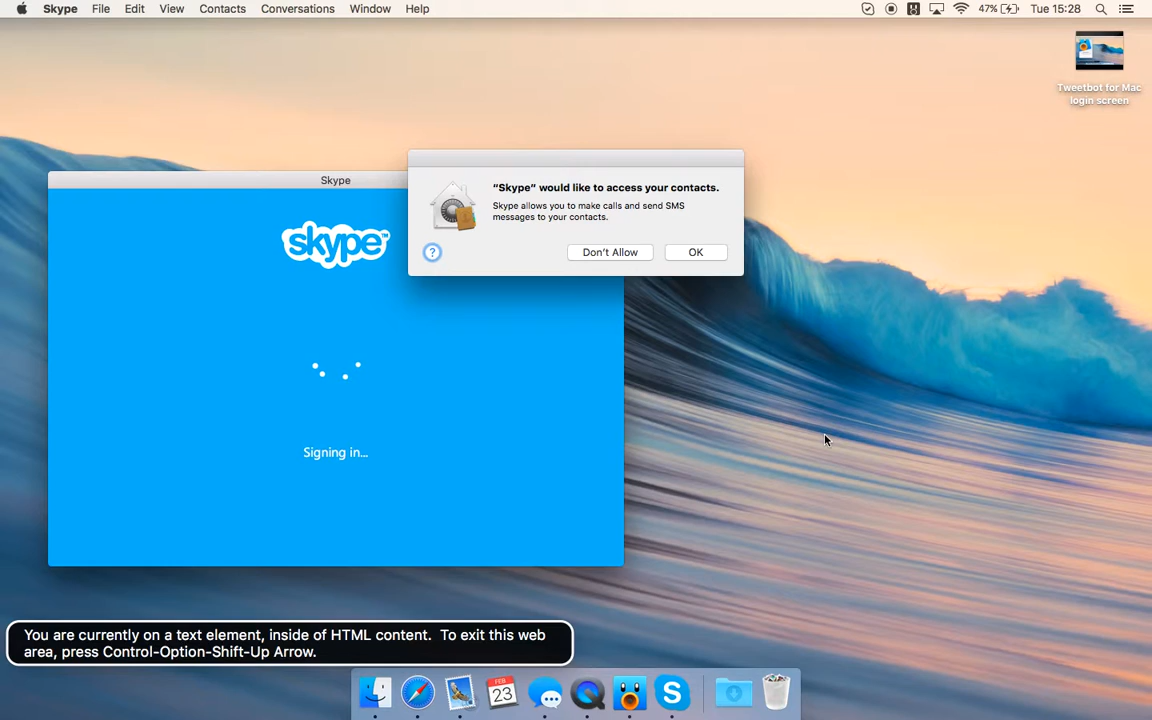 Skype File Edit View Contacts Conversations Window Help 47% Tue 15:28
Tweetbot for Mac
login screen
Skype
skype™
“Skype” would like to access your contacts.
Skype allows you to make calls and send SMS
messages to your contacts.
? Don’t Allow OK
Signing in...
You are currently on a text element, inside of HTML content. To exit this web
area, press Control-Option-Shift-Up Arrow.
FEB
23
S